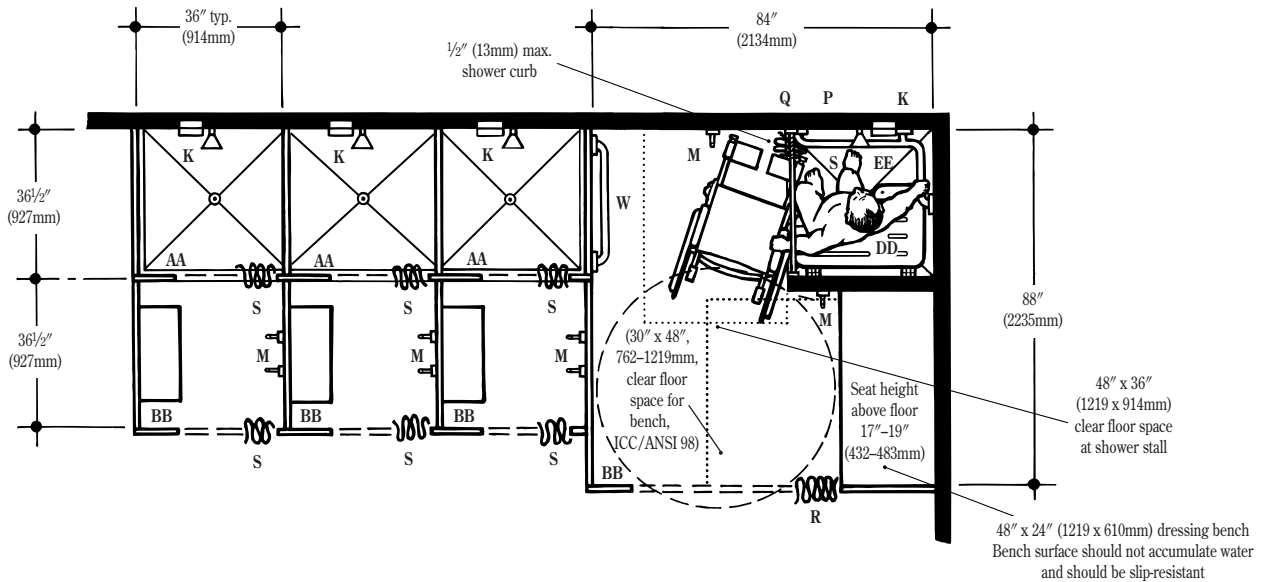 36″ typ.
(914mm)
84″
(2134mm)
½″ (13mm) max.
shower curb
Q
P
K
K
K
K
M
S
EE
W
36½″
(927mm)
DD
AA
AA
AA
S
S
S
M
88″
(2235mm)
36½″
(927mm)
M
M
M
(30″ x 48″,
762–1219mm,
clear floor
space for
bench,
ICC/ANSI 98)
Seat height
above floor
17″–19″
(432–483mm)
48″ x 36″
(1219 x 914mm)
clear floor space
at shower stall
BB
BB
BB
S
S
S
BB
R
48″ x 24″ (1219 x 610mm) dressing bench
Bench surface should not accumulate water
and should be slip-resistant